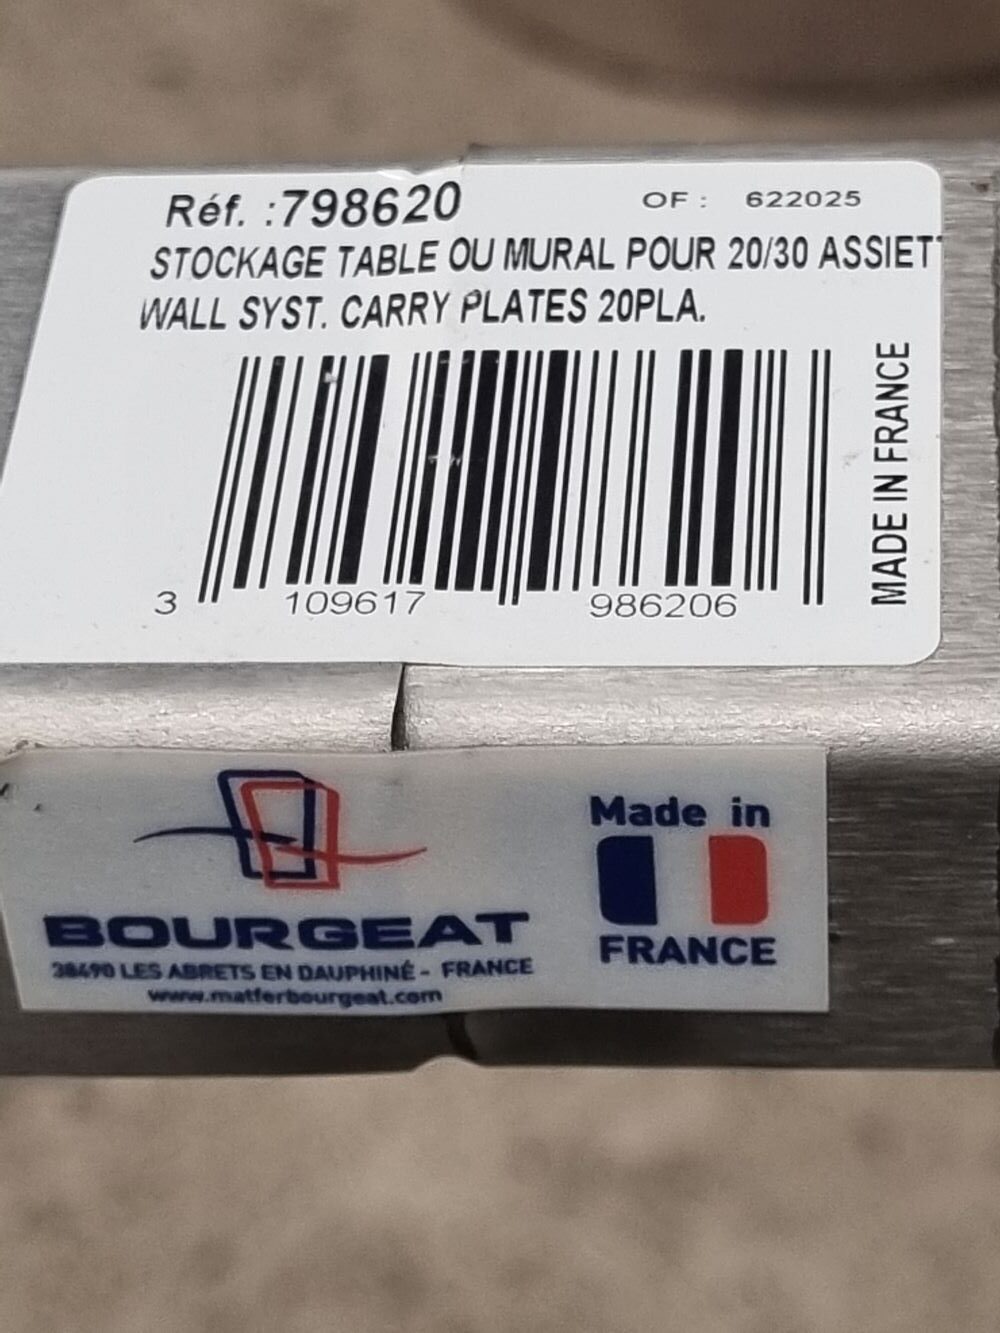 Réf. :798620 OF : 622025
STOCKAGE TABLE OU MURAL POUR 20/30 ASSIETT
WALL SYST. CARRY PLATES 20PLA.
MADE IN FRANCE
3 109617 986206
BOURGEAT
38490 LES ABRETS EN DAUPHINÉ - FRANCE
www.matferbourgeat.com
Made in
FRANCE